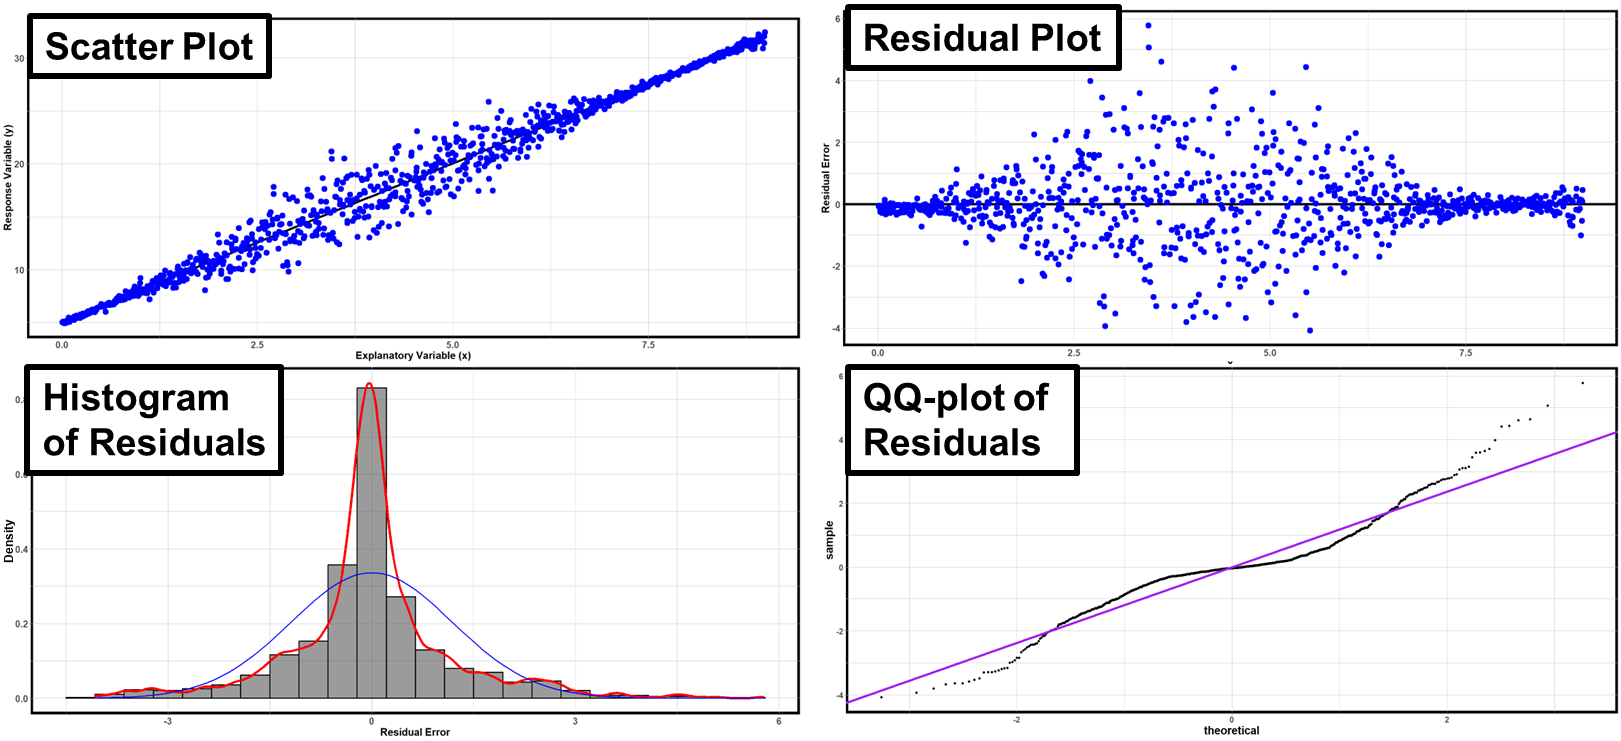 Scatter Plot
Response Variable (y)
30
20
10
0.0 2.5 5.0 7.5
Explanatory Variable (x)
Residual Plot
Residual Error
6
4
2
0
-2
-4
0.0 2.5 5.0 7.5
Histogram
of Residuals
Density
0.4
0.2
0.0
-3 0 3 6
Residual Error
QQ-plot of
Residuals
sample
6
4
2
0
-2
-4
-2 0 2
theoretical